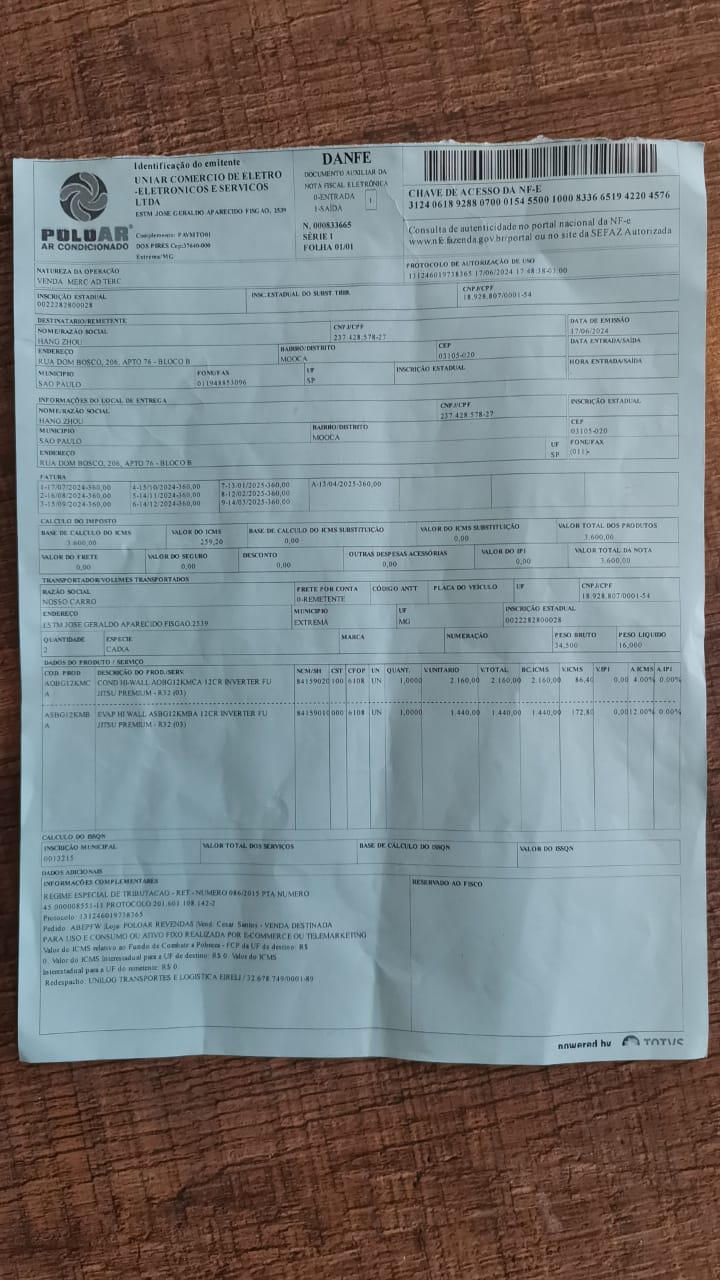 Identificação do emitente
UNIAR COMERCIO DE ELETRO
-ELETRONICOS E SERVICOS
LTDA
ESTM JOSE GERALDO APARECIDO FISGAO, 2539
Complemento: PAVMTO01
DOS PIRES Cep:37640-000
Extrema/MG
POLOAR
AR CONDICIONADO
DANFE
DOCUMENTO AUXILIAR DA
NOTA FISCAL ELETRÔNICA
0-ENTRADA
1-SAÍDA
1
N. 000833665
SÉRIE 1
FOLHA 01/01
CHAVE DE ACESSO DA NF-E
3124 0618 9288 0700 0154 5500 1000 8336 6519 4220 4576
Consulta de autenticidade no portal nacional da NF-e
www.nfe.fazenda.gov.br/portal ou no site da SEFAZ Autorizada
NATUREZA DA OPERAÇÃO
VENDA MERC AD TERC
PROTOCOLO DE AUTORIZAÇÃO DE USO
131246019738365 17/06/2024 17:48:38-03:00
INSCRIÇÃO ESTADUAL
0022282800028
INSC. ESTADUAL DO SUBST. TRIB.
CNPJ/CPF
18.928.807/0001-54
DESTINATARIO/REMETENTE
NOME/RAZÃO SOCIAL
HANG ZHOU
CNPJ/CPF
237.428.578-27
DATA DE EMISSÃO
17/06/2024
ENDEREÇO
RUA DOM BOSCO, 206, APTO 76 - BLOCO B
BAIRRO/DISTRITO
MOOCA
CEP
03105-020
DATA ENTRADA/SAÍDA
MUNICIPIO
SAO PAULO
FONE/FAX
011948853096
UF
SP
INSCRIÇÃO ESTADUAL
HORA ENTRADA/SAÍDA
INFORMAÇÕES DO LOCAL DE ENTREGA
NOME/RAZÃO SOCIAL
HANG ZHOU
CNPJ/CPF
237.428.578-27
INSCRIÇÃO ESTADUAL
MUNICIPIO
SAO PAULO
BAIRRO/DISTRITO
MOOCA
CEP
03105-020
ENDEREÇO
RUA DOM BOSCO, 206, APTO 76 - BLOCO B
UF
SP
FONE/FAX
(011)-
FATURA
1-17/07/2024-360,00 4-15/10/2024-360,00 7-13/01/2025-360,00 A-13/04/2025-360,00
2-16/08/2024-360,00 5-14/11/2024-360,00 8-12/02/2025-360,00
3-15/09/2024-360,00 6-14/12/2024-360,00 9-14/03/2025-360,00
CALCULO DO IMPOSTO
BASE DE CALCULO DO ICMS
3.600,00
VALOR DO ICMS
259,20
BASE DE CÁLCULO DO ICMS SUBSTITUIÇÃO
0,00
VALOR DO ICMS SUBSTITUIÇÃO
0,00
VALOR TOTAL DOS PRODUTOS
3.600,00
VALOR DO FRETE
0,00
VALOR DO SEGURO
0,00
DESCONTO
0,00
OUTRAS DESPESAS ACESSÓRIAS
0,00
VALOR DO IPI
0,00
VALOR TOTAL DA NOTA
3.600,00
TRANSPORTADOR/VOLUMES TRANSPORTADOS
RAZÃO SOCIAL
NOSSO CARRO
FRETE POR CONTA
0-REMETENTE
CÓDIGO ANTT
PLACA DO VEÍCULO
UF
CNPJ/CPF
18.928.807/0001-54
ENDEREÇO
ESTM JOSE GERALDO APARECIDO FISGAO,2539
MUNICÍPIO
EXTREMA
UF
MG
INSCRIÇÃO ESTADUAL
0022282800028
QUANTIDADE
2
ESPECIE
CAIXA
MARCA
NUMERAÇÃO
PESO BRUTO
34,500
PESO LIQUIDO
16,000
DADOS DO PRODUTO / SERVIÇO
COD. PROD DESCRIÇÃO DO PROD./SERV. NCM/SH CST CFOP UN QUANT. V.UNITARIO V.TOTAL BC.ICMS V.ICMS V.IPI A.ICMS A.IPI
AOBG12KMC COND HI-WALL AOBG12KMCA 12CR INVERTER FU 84159020 100 6108 UN 1,0000 2.160,00 2.160,00 2.160,00 86,40 0,00 4.00% 0.00%
A JITSU PREMIUM - R32 (03)
ASBG12KMB EVAP HI WALL ASBG12KMBA 12CR INVERTER FU 84159010 000 6108 UN 1,0000 1.440,00 1.440,00 1.440,00 172,80 0,00 12.00% 0.00%
A JITSU PREMIUM - R32 (03)
CALCULO DO ISSQN
INSCRIÇÃO MUNICIPAL
0013215
VALOR TOTAL DOS SERVIÇOS
BASE DE CÁLCULO DO ISSQN
VALOR DO ISSQN
DADOS ADICIONAIS
INFORMAÇÕES COMPLEMENTARES
RESERVADO AO FISCO
REGIME ESPECIAL DE TRIBUTACAO - RET - NUMERO 086/2015 PTA NUMERO
45.000008551-11 PROTOCOLO 201.601.108.142-2
Protocolo: 131246019738365
Pedido: ABEPFW |Loja: POLOAR REVENDAS |Vend: Cesar Santos - VENDA DESTINADA
PARA USO E CONSUMO OU ATIVO FIXO REALIZADA POR E-COMMERCE OU TELEMARKETING
Valor do ICMS relativo ao Fundo de Combate a Pobreza - FCP da UF de destino: R$
0. Valor do ICMS Interestadual para a UF de destino: R$ 0. Valor do ICMS
Interestadual para a UF do remetente: R$ 0
Redespacho: UNILOG TRANSPORTES E LOGISTICA EIRELI / 32.678.749/0001-89
powered by TOTVS